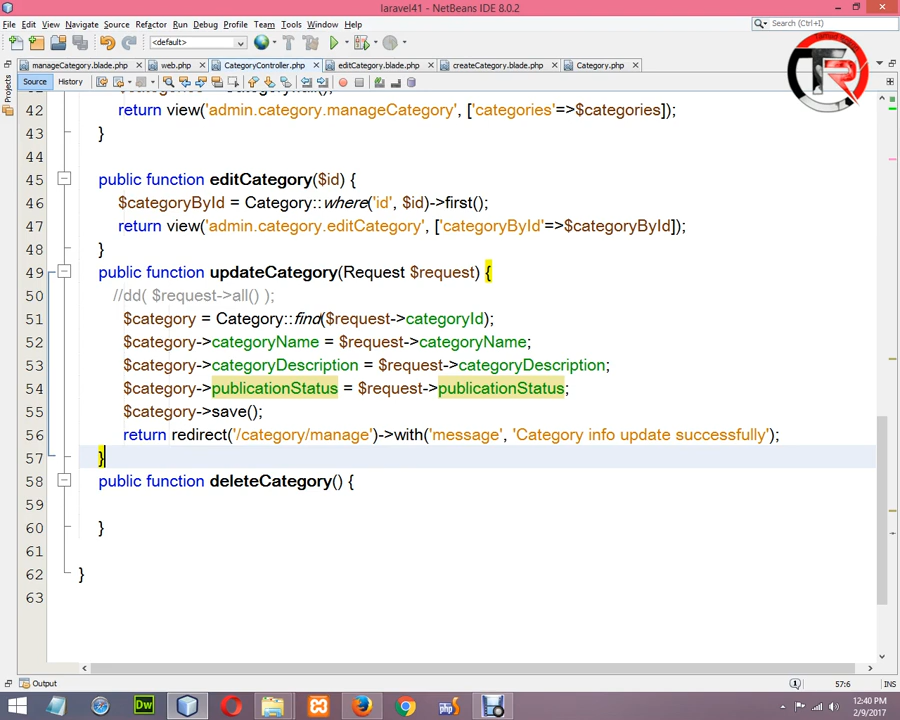 laravel41 - NetBeans IDE 8.0.2
File Edit View Navigate Source Refactor Run Debug Profile Team Tools Window Help
Search (Ctrl+I)
<default>
manageCategory.blade.php web.php CategoryController.php editCategory.blade.php createCategory.blade.php Category.php
Source History
Projects
42 return view('admin.category.manageCategory', ['categories'=>$categories]);
43 }
44
45 public function editCategory($id) {
46 $categoryById = Category::where('id', $id)->first();
47 return view('admin.category.editCategory', ['categoryById'=>$categoryById]);
48 }
49 public function updateCategory(Request $request) {
50 //dd( $request->all() );
51 $category = Category::find($request->categoryId);
52 $category->categoryName = $request->categoryName;
53 $category->categoryDescription = $request->categoryDescription;
54 $category->publicationStatus = $request->publicationStatus;
55 $category->save();
56 return redirect('/category/manage')->with('message', 'Category info update successfully');
57 }
58 public function deleteCategory() {
59
60 }
61
62 }
63
Output
57:6 INS
Dw
php
12:40 PM
2/9/2017